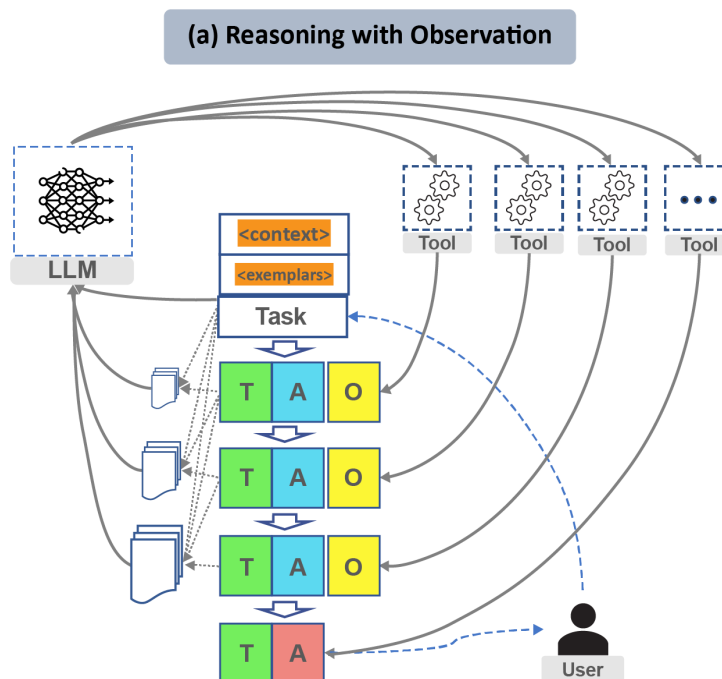 (a) Reasoning with Observation
LLM
Tool
Tool
Tool
Tool
<context>
<exemplars>
Task
T A O
T A O
T A O
T A
User